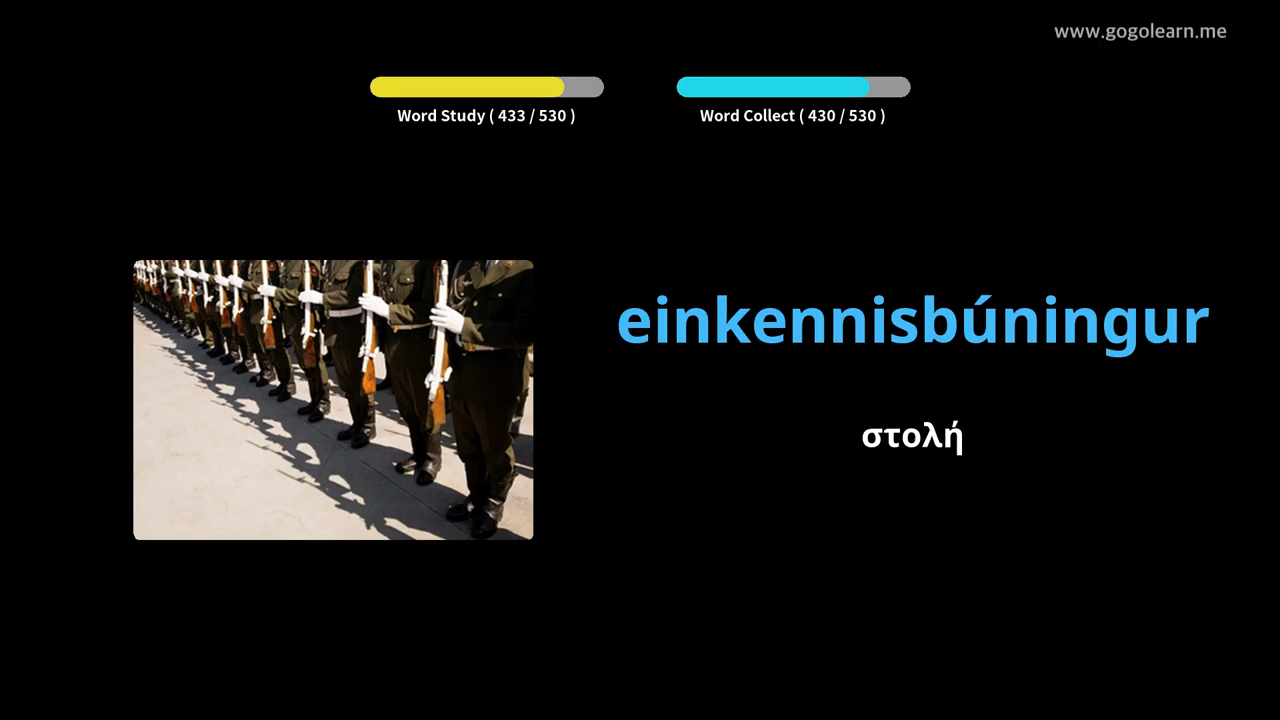 www.gogolearn.me
Word Study ( 433 / 530 )
Word Collect ( 430 / 530 )
einkennisbúningur
στολή